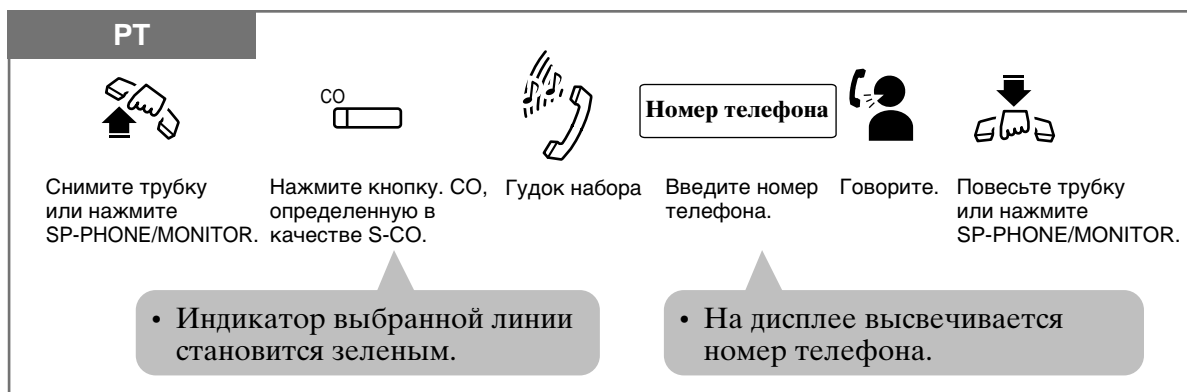 PT
CO
Номер телефона
Снимите трубку
или нажмите
SP-PHONE/MONITOR.
Нажмите кнопку. CO,
определенную в
качестве S-CO.
Гудок набора
Введите номер
телефона.
Говорите.
Повесьте трубку
или нажмите
SP-PHONE/MONITOR.
• Индикатор выбранной линии
становится зеленым.
• На дисплее высвечивается
номер телефона.